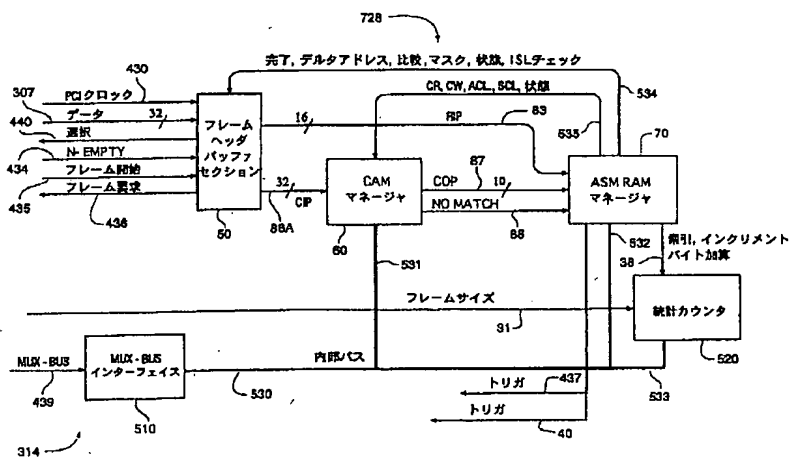 728
完了, デルタアドレス, 比較, マスク, 状態, ISLチェック
430
PCIクロック
CR, CW, ACL, SCL, 状態
534
307
データ
32
16
83
440
選択
フレーム
ヘッダ
バッファ
セクション
RIP
535
70
N-EMPTY
434
フレーム開始
32
CAM
マネージャ
COP
87
10
ASM RAM
マネージャ
435
フレーム要求
CIP
NO MATCH
436
50
86A
60
88
532
索引, インクリメント
バイト加算
531
38
フレームサイズ
31
統計カウンタ
MUX-BUS
MUX-BUS
インターフェイス
内部バス
520
439
530
トリガ
437
533
510
トリガ
314
40